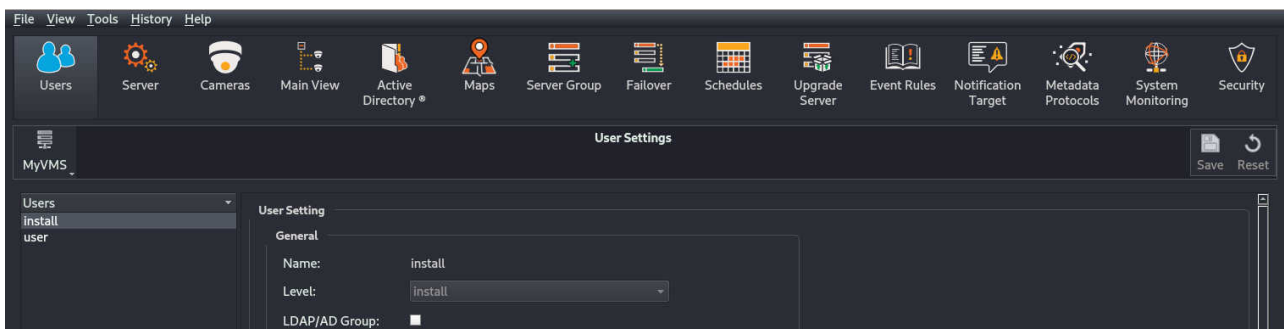 File View Tools History Help
Users Server Cameras Main View Active Directory ® Maps Server Group Failover Schedules Upgrade Server Event Rules Notification Target Metadata Protocols System Monitoring Security
MyVMS User Settings Save Reset
Users
install
user
User Setting
General
Name: install
Level: install
LDAP/AD Group: